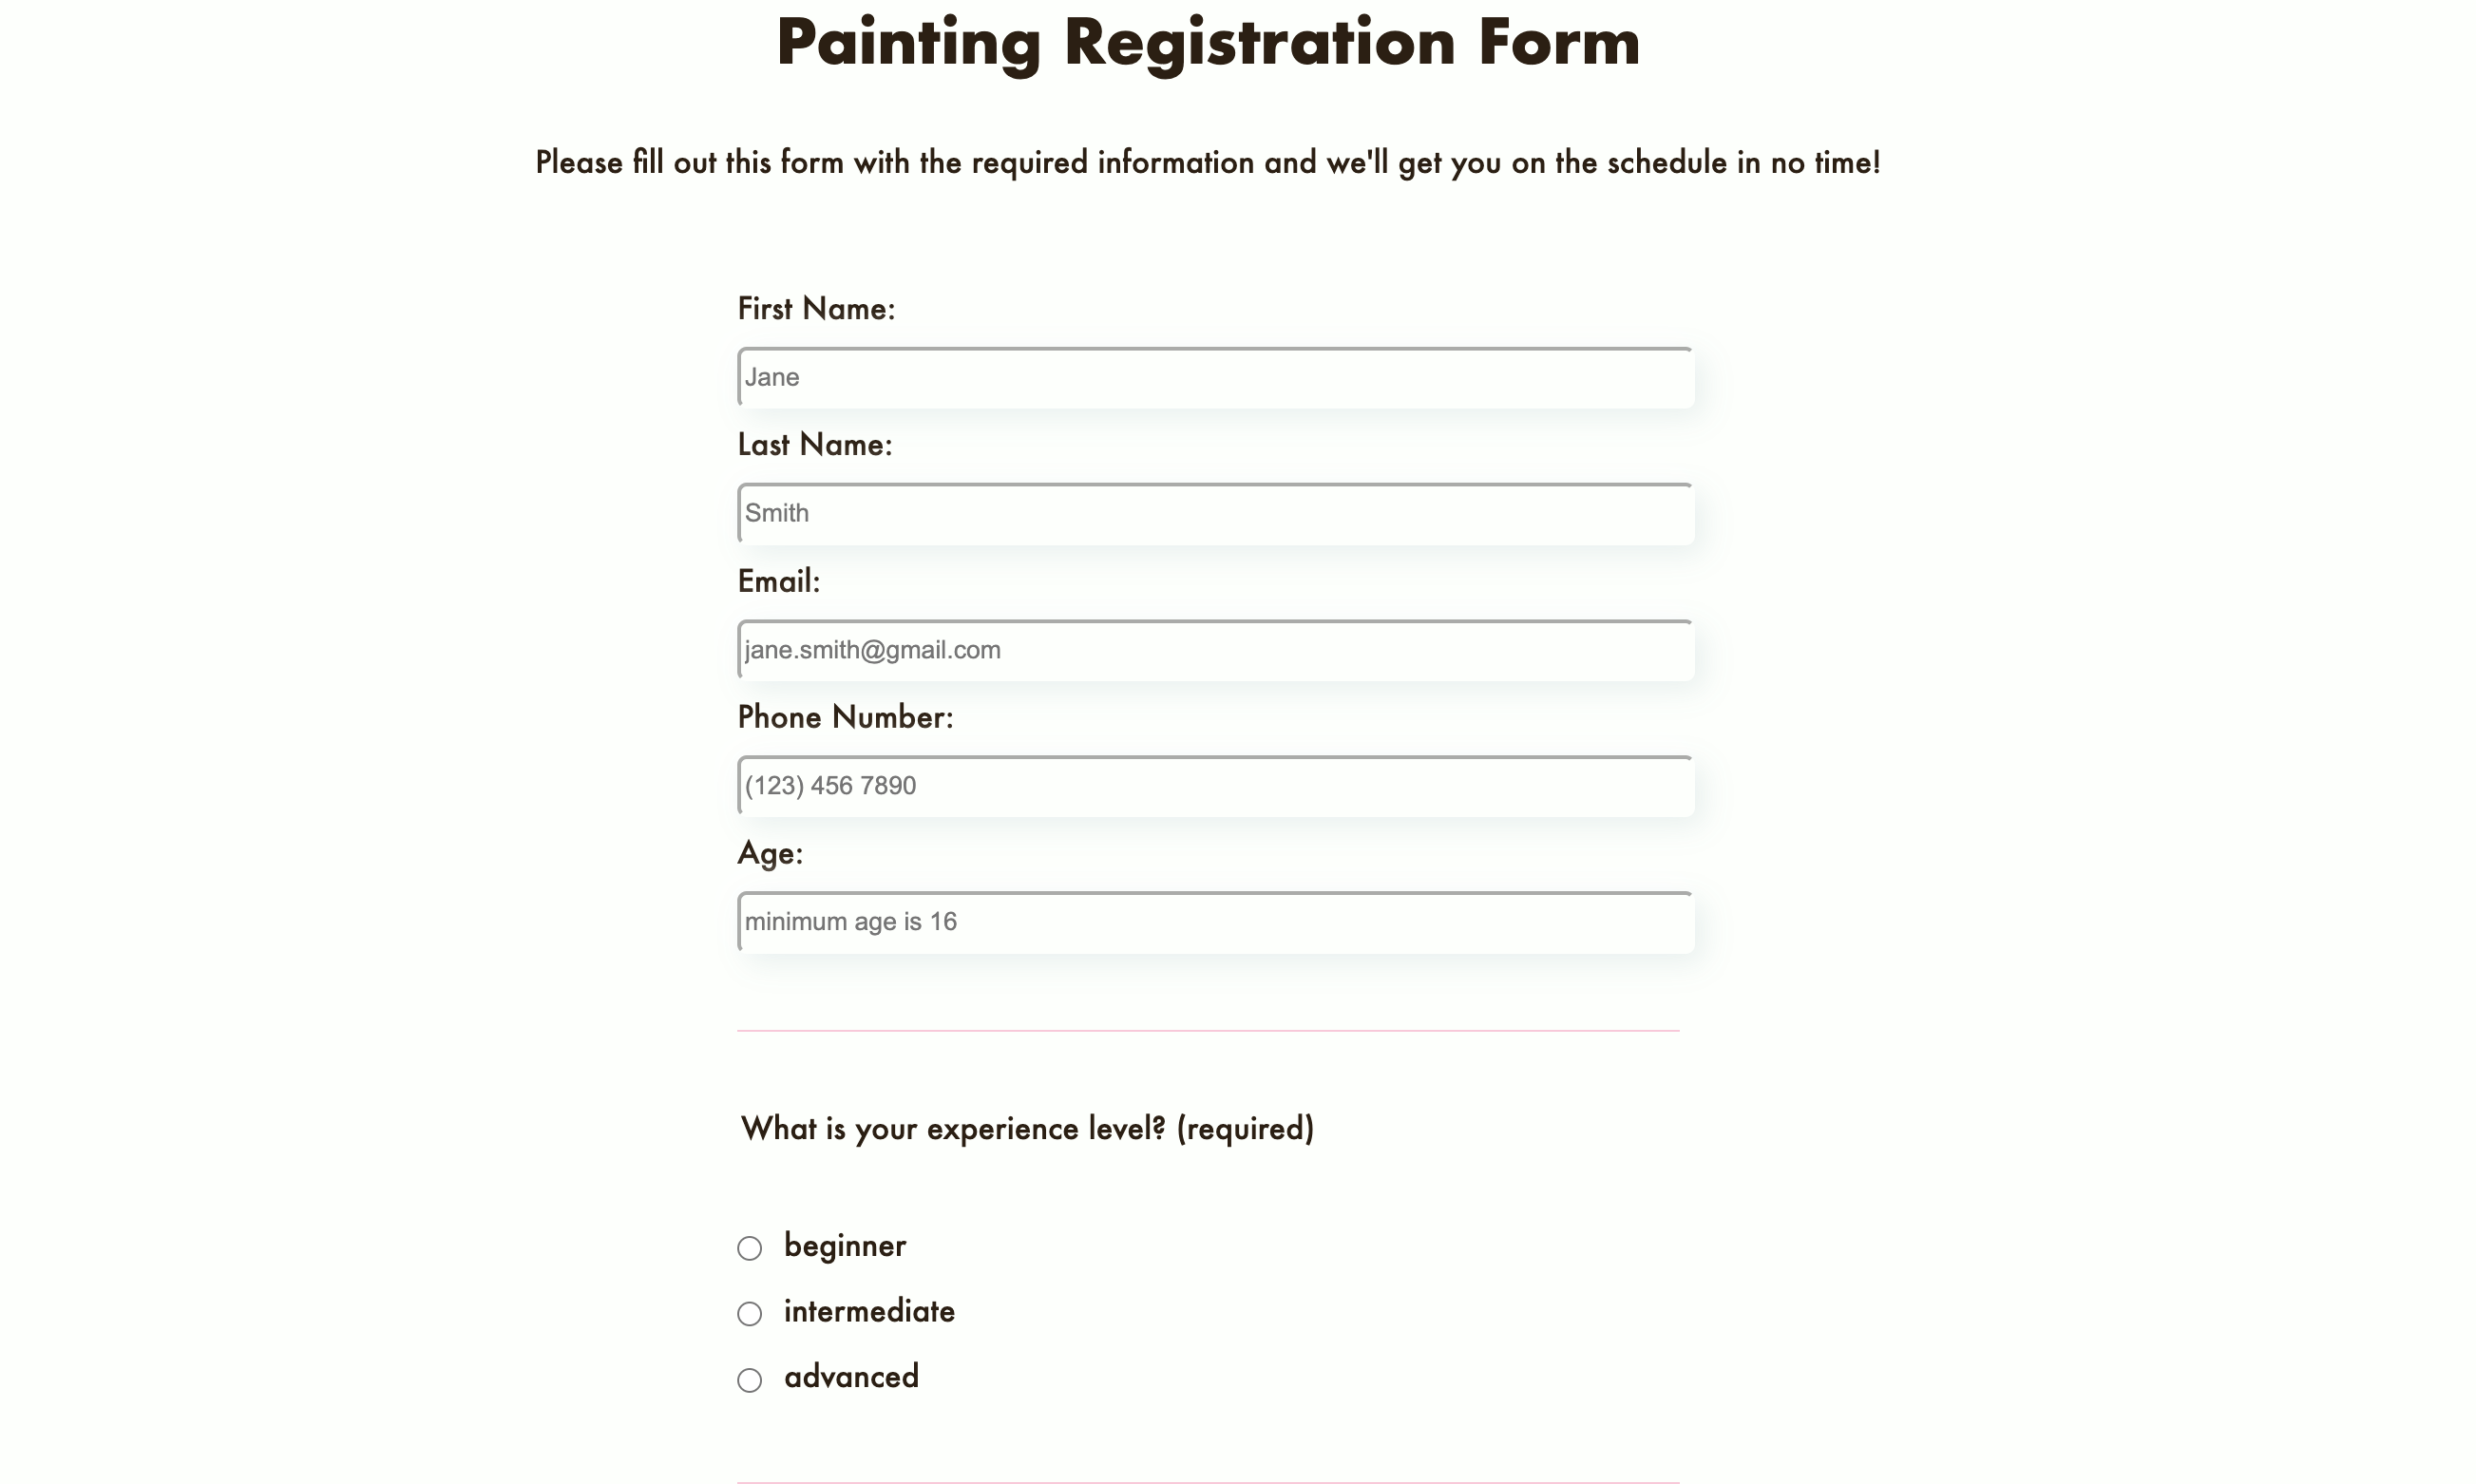 Painting Registration Form
Please fill out this form with the required information and we'll get you on the schedule in no time!
First Name:
Jane
Last Name:
Smith
Email:
jane.smith@gmail.com
Phone Number:
(123) 456 7890
Age:
minimum age is 16
What is your experience level? (required)
beginner
intermediate
advanced